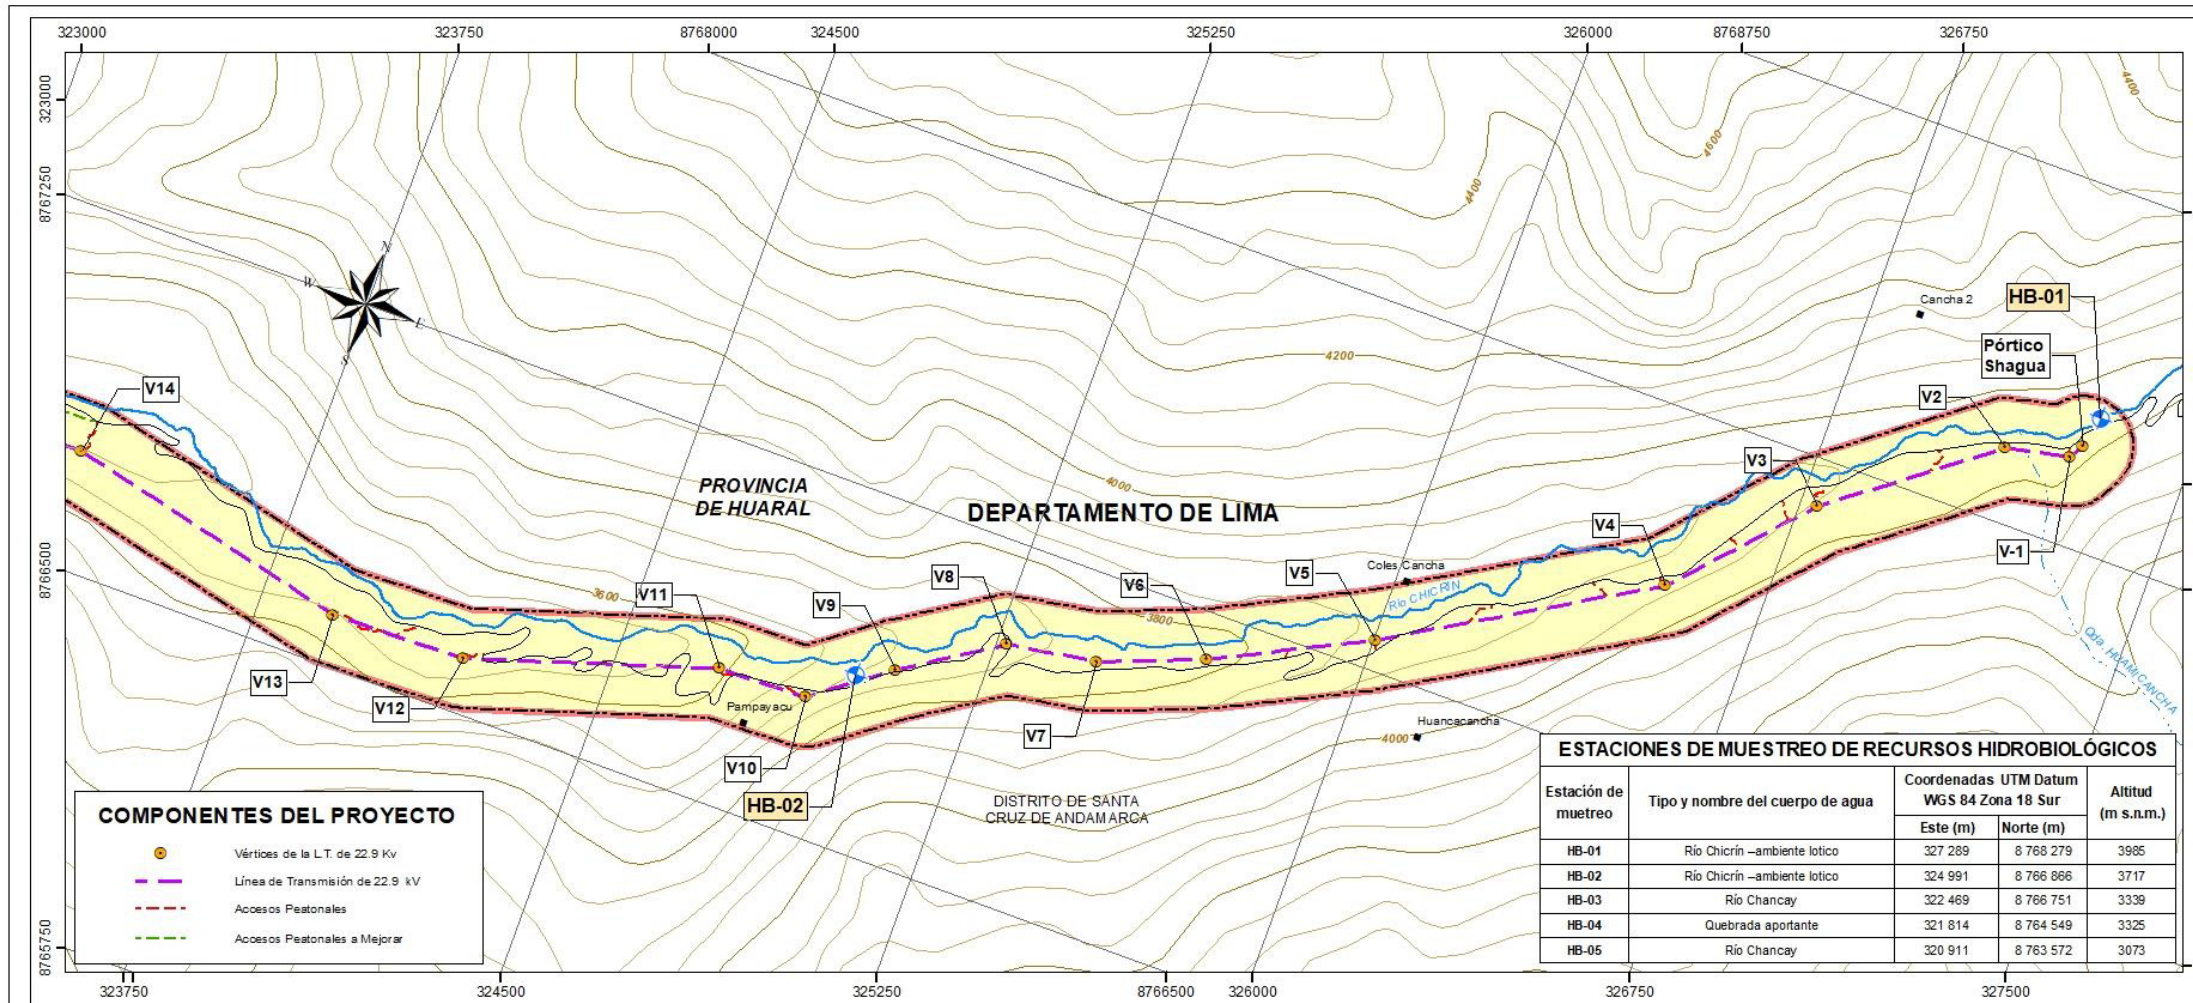 323000 323750 8768000 324500 325250 326000 8768750 326750
323000
8767250
8766500
8765750
4400
4600
4400
N
W
E
S
Cancha 2
HB-01
Pórtico
Shagua
4200
V14
V2
V3
PROVINCIA
DE HUARAL
4000
DEPARTAMENTO DE LIMA
V4
V-1
Coles Cancha
V5
V6
V8
V9
V11
3600
Río CHICRÍN
3800
Qda. HUAMICANCHA
V13
V12
Pampayacu
V7
V10
Huancacancha
4000
HB-02
DISTRITO DE SANTA
CRUZ DE ANDAMARCA
COMPONENTES DEL PROYECTO
Vértices de la L.T. de 22.9 Kv
Línea de Transmisión de 22.9 kV
Accesos Peatonales
Accesos Peatonales a Mejorar
ESTACIONES DE MUESTREO DE RECURSOS HIDROBIOLÓGICOS
Estación de
muetreo
Tipo y nombre del cuerpo de agua
Coordenadas UTM Datum
WGS 84 Zona 18 Sur
Altitud
(m s.n.m.)
Este (m) Norte (m)
HB-01 Río Chicrín –ambiente lotico 327 289 8 768 279 3985
HB-02 Río Chicrín –ambiente lotico 324 991 8 766 866 3717
HB-03 Río Chancay 322 469 8 766 751 3339
HB-04 Quebrada aportante 321 814 8 764 549 3325
HB-05 Río Chancay 320 911 8 763 572 3073
323750 324500 325250 8766500 326000 326750 327500